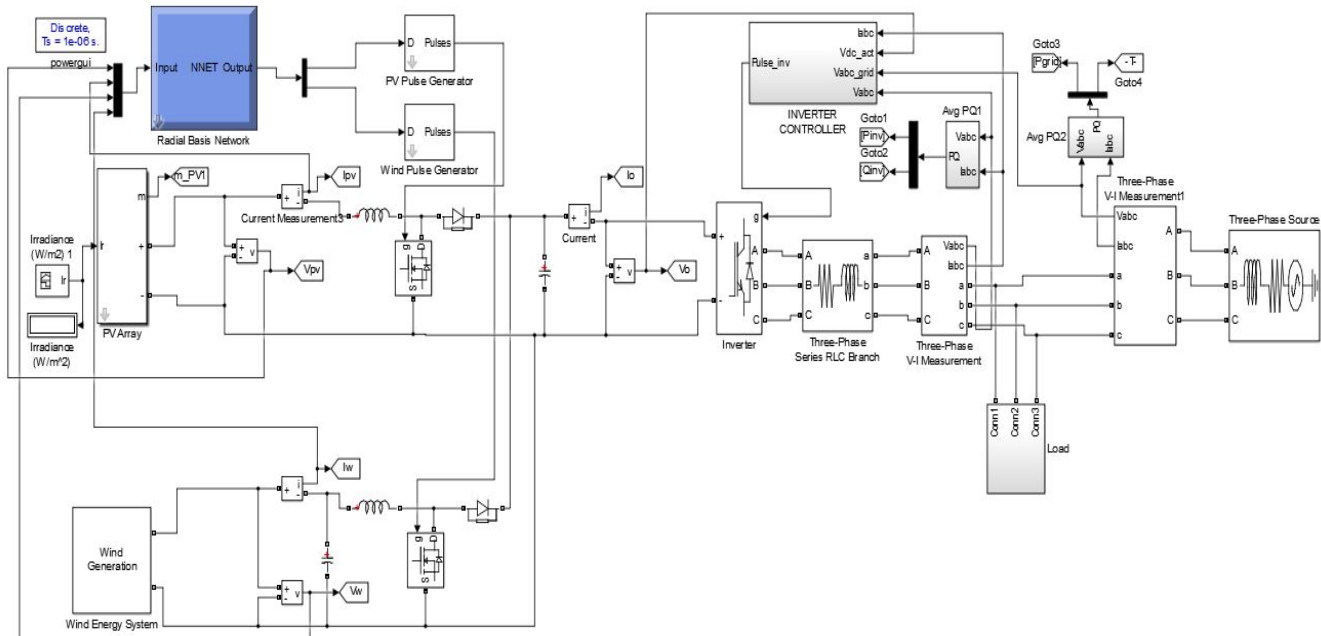 Discrete,
Ts = 1e-06 s.
powergui
Input
NNET Output
Radial Basis Network
D
Pulses
PV Pulse Generator
D
Pulses
Wind Pulse Generator
Iabc
Vdc_act
Vabc_grid
Vabc
Pulse_inv
INVERTER
CONTROLLER
Goto3
[Pgrid]
-T-
Goto4
Avg PQ2
PQ
Vabc
Iabc
Goto1
[Pinv]
Goto2
[Qinv]
Avg PQ1
Vabc
PQ
Iabc
m_PV1
Ipv
i
+
-
Current Measurement3
Irradiance
(W/m2) 1
Ir
Ir
m
+
-
PV Array
Irradiance
(W/m^2)
+
-
v
Vpv
g
D
S
Io
+
i
-
Current
+
-
v
Vo
g
+
-
A
B
C
Inverter
A
B
C
a
b
c
Three-Phase
Series RLC Branch
A
B
C
Vabc
Iabc
a
b
c
Three-Phase
V-I Measurement
Three-Phase
V-I Measurement1
Vabc
Iabc
a
b
c
A
B
C
Three-Phase Source
A
B
C
Conn1
Conn2
Conn3
Load
Iw
+
i
-
g
D
S
Wind
Generation
Wind Energy System
+
-
v
Vw